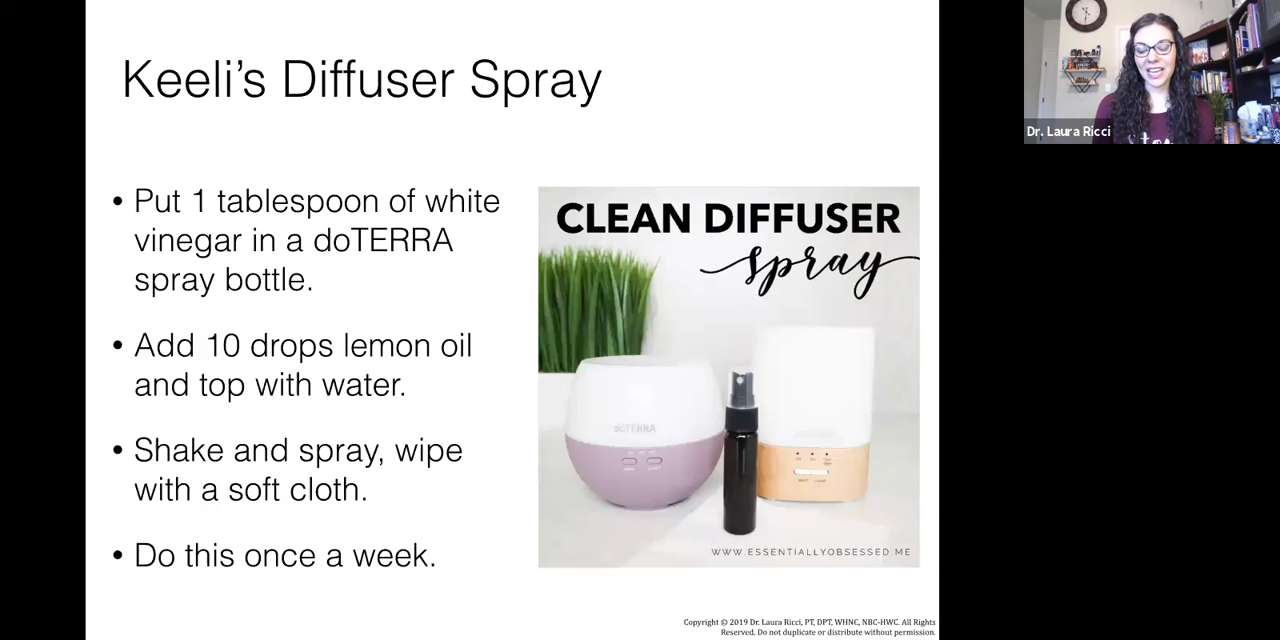 Keeli's Diffuser Spray
• Put 1 tablespoon of white
vinegar in a doTERRA
spray bottle.
• Add 10 drops lemon oil
and top with water.
• Shake and spray, wipe
with a soft cloth.
• Do this once a week.
CLEAN DIFFUSER
spray
doTERRA
WWW.ESSENTIALLYOBSESSED.ME
Copyright © 2019 Dr. Laura Ricci, PT, DPT, WHNC, NBC-HWC. All Rights
Reserved. Do not duplicate or distribute without permission.
Dr. Laura Ricci